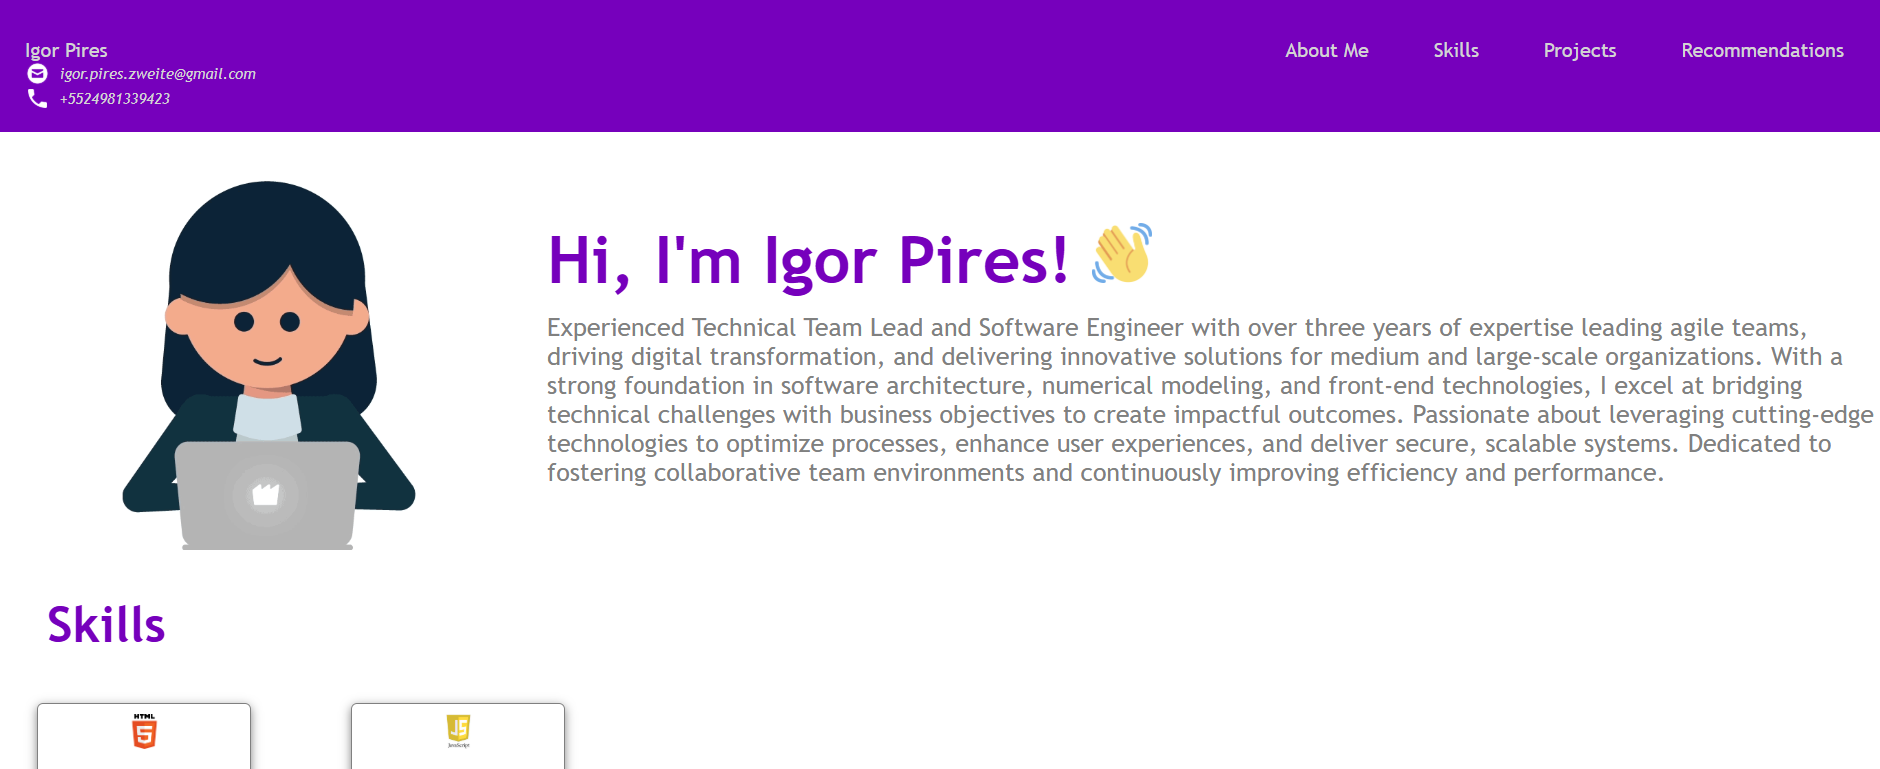 Igor Pires
igor.pires.zweite@gmail.com
+5524981339423
About Me
Skills
Projects
Recommendations
Hi, I'm Igor Pires!
Experienced Technical Team Lead and Software Engineer with over three years of expertise leading agile teams,
driving digital transformation, and delivering innovative solutions for medium and large-scale organizations. With a
strong foundation in software architecture, numerical modeling, and front-end technologies, I excel at bridging
technical challenges with business objectives to create impactful outcomes. Passionate about leveraging cutting-edge
technologies to optimize processes, enhance user experiences, and deliver secure, scalable systems. Dedicated to
fostering collaborative team environments and continuously improving efficiency and performance.
Skills
HTML
5
JS
JavaScript